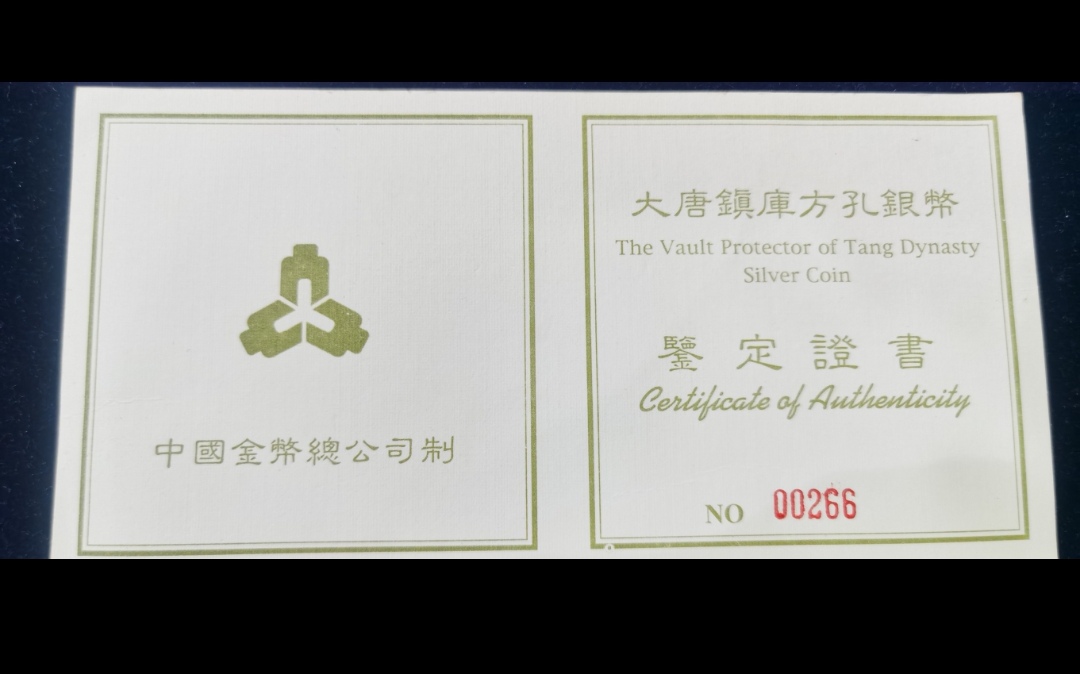 中國金幣總公司制
大唐鎮庫方孔銀幣
The Vault Protector of Tang Dynasty
Silver Coin
鑒定證書
Certificate of Authenticity
NO 00266